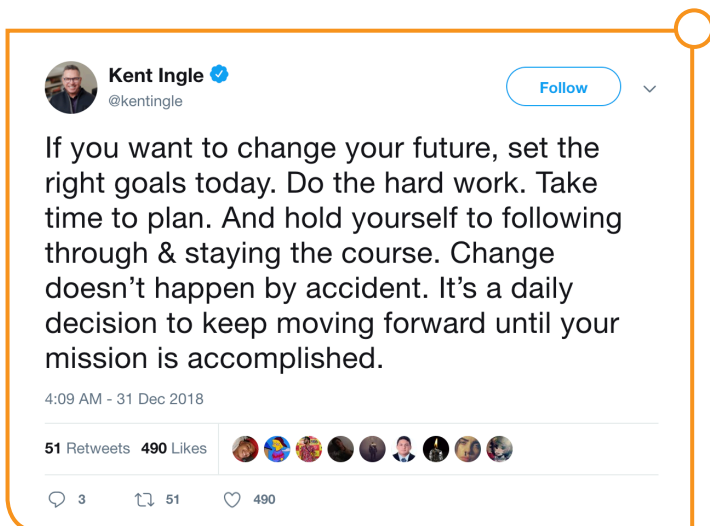 Kent Ingle
@kentingle
Follow
If you want to change your future, set the
right goals today. Do the hard work. Take
time to plan. And hold yourself to following
through & staying the course. Change
doesn’t happen by accident. It’s a daily
decision to keep moving forward until your
mission is accomplished.
4:09 AM - 31 Dec 2018
51 Retweets 490 Likes
3 51 490